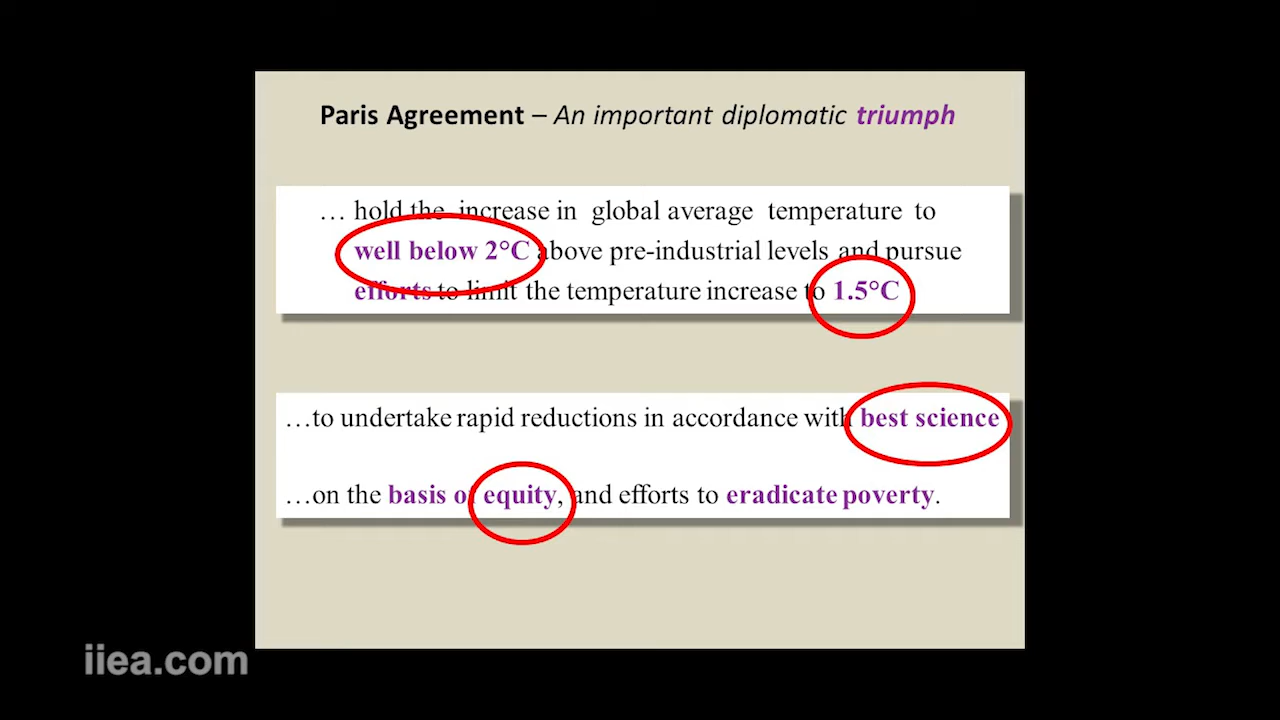 Paris Agreement – An important diplomatic triumph
… hold the increase in global average temperature to
well below 2°C above pre-industrial levels and pursue
efforts to limit the temperature increase to 1.5°C
…to undertake rapid reductions in accordance with best science
…on the basis of equity, and efforts to eradicate poverty.
iiea.com